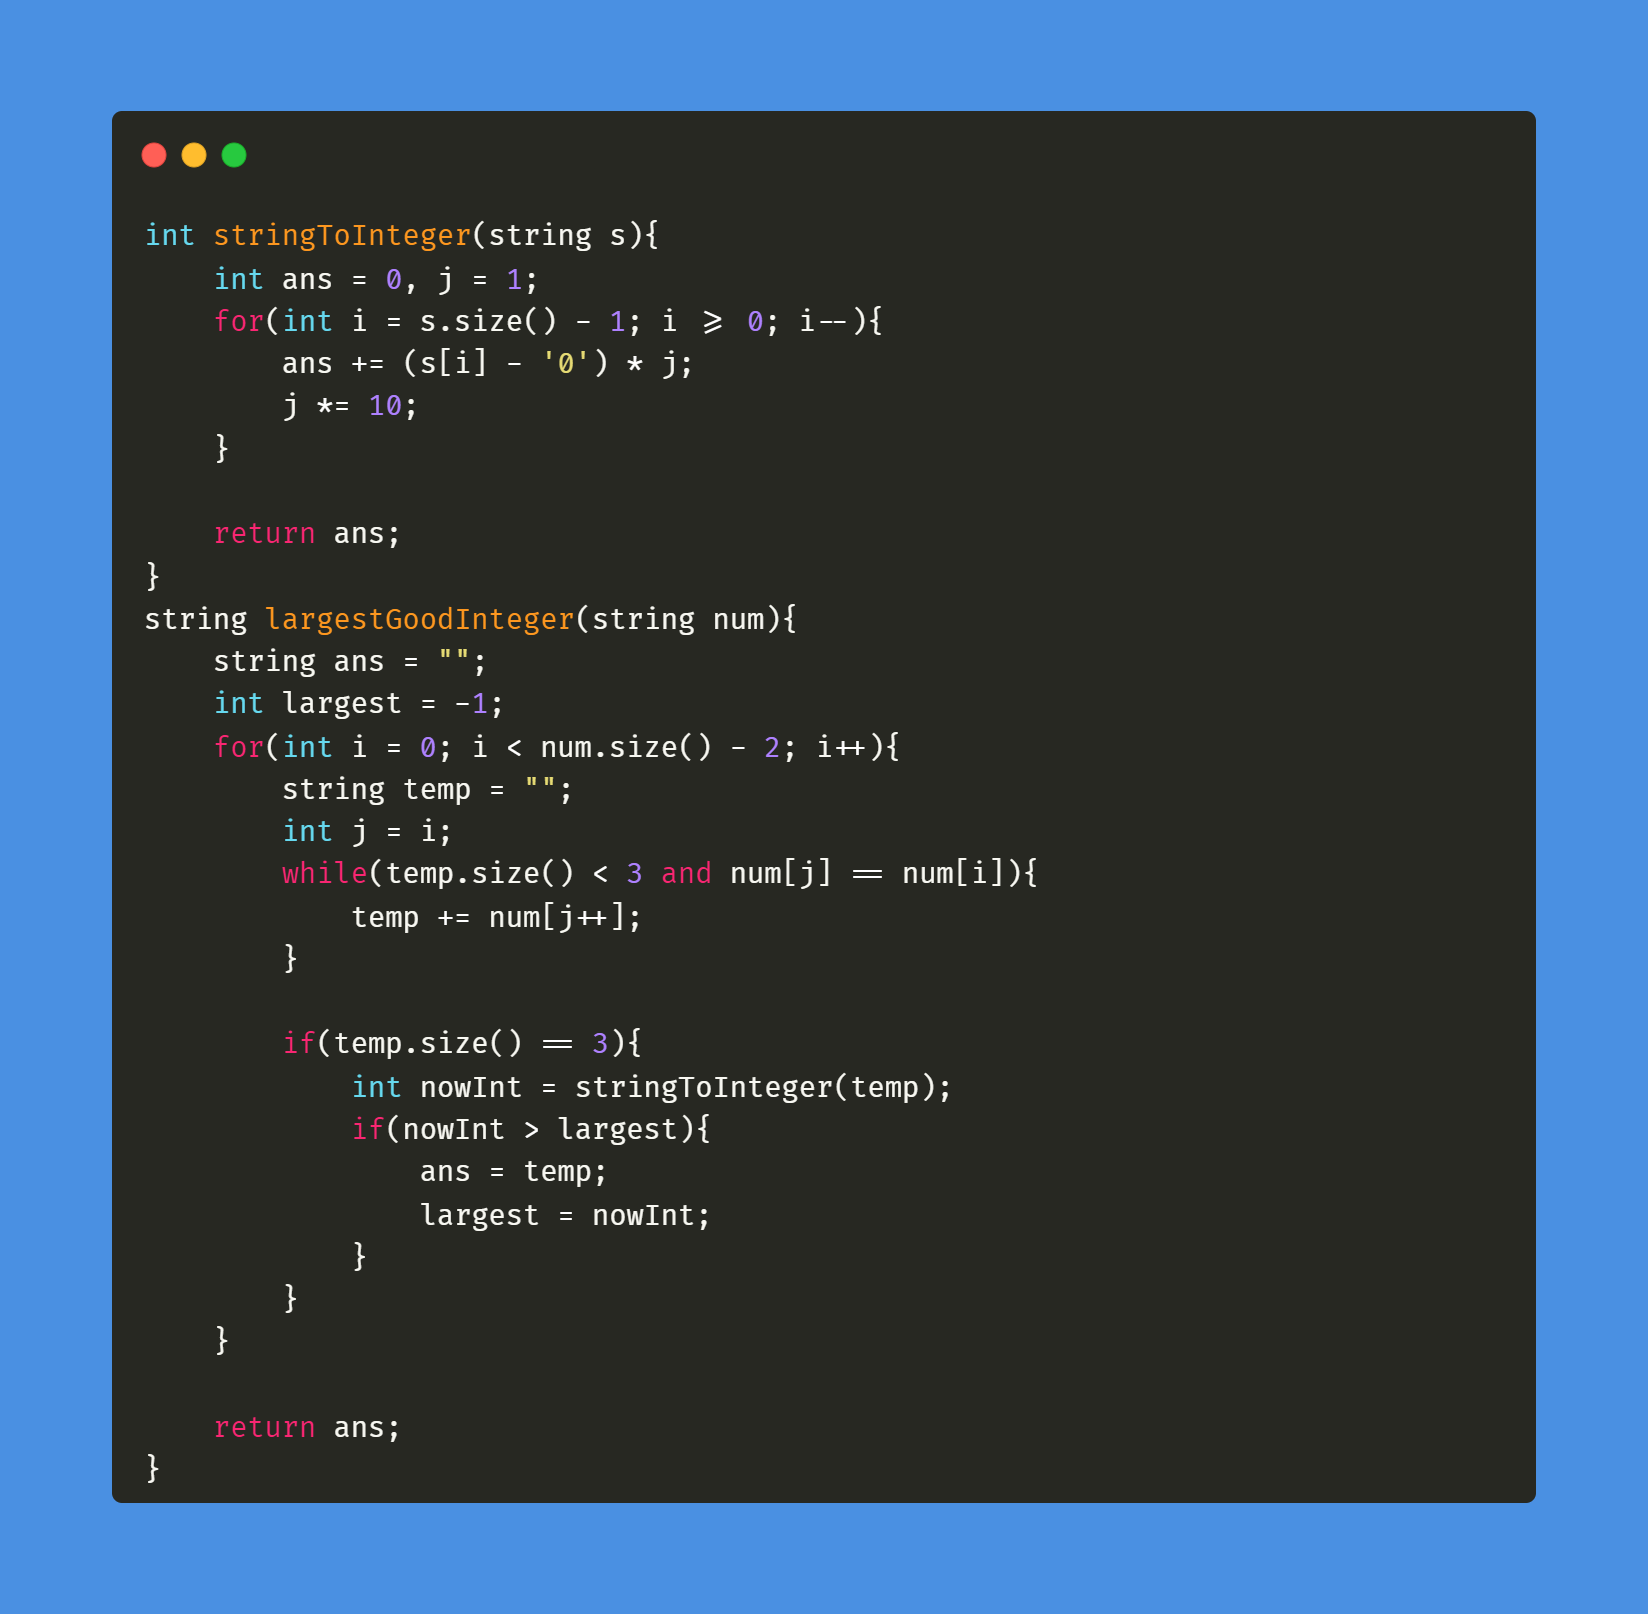 int stringToInteger(string s){
    int ans = 0, j = 1;
    for(int i = s.size() - 1; i >= 0; i--){
        ans += (s[i] - '0') * j;
        j *= 10;
    }

    return ans;
}
string largestGoodInteger(string num){
    string ans = "";
    int largest = -1;
    for(int i = 0; i < num.size() - 2; i++){
        string temp = "";
        int j = i;
        while(temp.size() < 3 and num[j] == num[i]){
            temp += num[j++];
        }

        if(temp.size() == 3){
            int nowInt = stringToInteger(temp);
            if(nowInt > largest){
                ans = temp;
                largest = nowInt;
            }
        }
    }

    return ans;
}